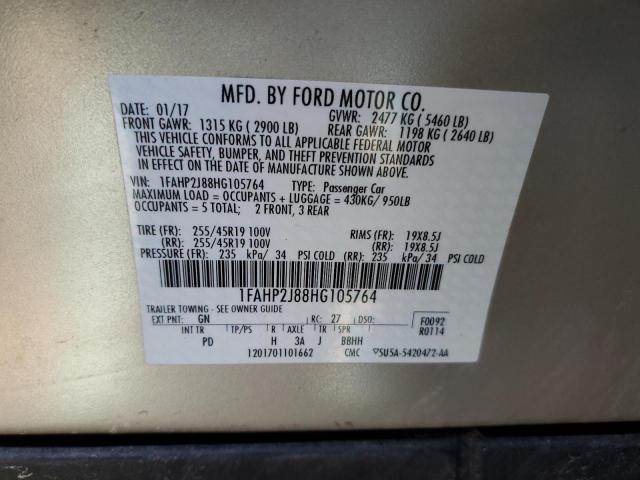 MFD. BY FORD MOTOR CO.
DATE: 01/17 GVWR: 2477 KG ( 5460 LB)
FRONT GAWR: 1315 KG ( 2900 LB) REAR GAWR: 1198 KG ( 2640 LB)
THIS VEHICLE CONFORMS TO ALL APPLICABLE FEDERAL MOTOR
VEHICLE SAFETY, BUMPER, AND THEFT PREVENTION STANDARDS
IN EFFECT ON THE DATE OF MANUFACTURE SHOWN ABOVE.
VIN: 1FAHP2J88HG105764 TYPE: Passenger Car
MAXIMUM LOAD = OCCUPANTS + LUGGAGE = 430KG/ 950LB
OCCUPANTS = 5 TOTAL; 2 FRONT, 3 REAR
TIRE (FR): 255/45R19 100V RIMS (FR): 19X8.5J
(RR): 255/45R19 100V (RR): 19X8.5J
PRESSURE (FR): 235 kPa/ 34 PSI COLD (RR): 235 kPa/ 34 PSI COLD
1FAHP2J88HG105764
TRAILER TOWING - SEE OWNER GUIDE
EXT PNT: GN RC: 27 DSO: F0092
R0114
INT TR TP/PS R AXLE TR SPR
PD H 3A J BBHH
1201701101662 CMC 5U5A-5420472-AA